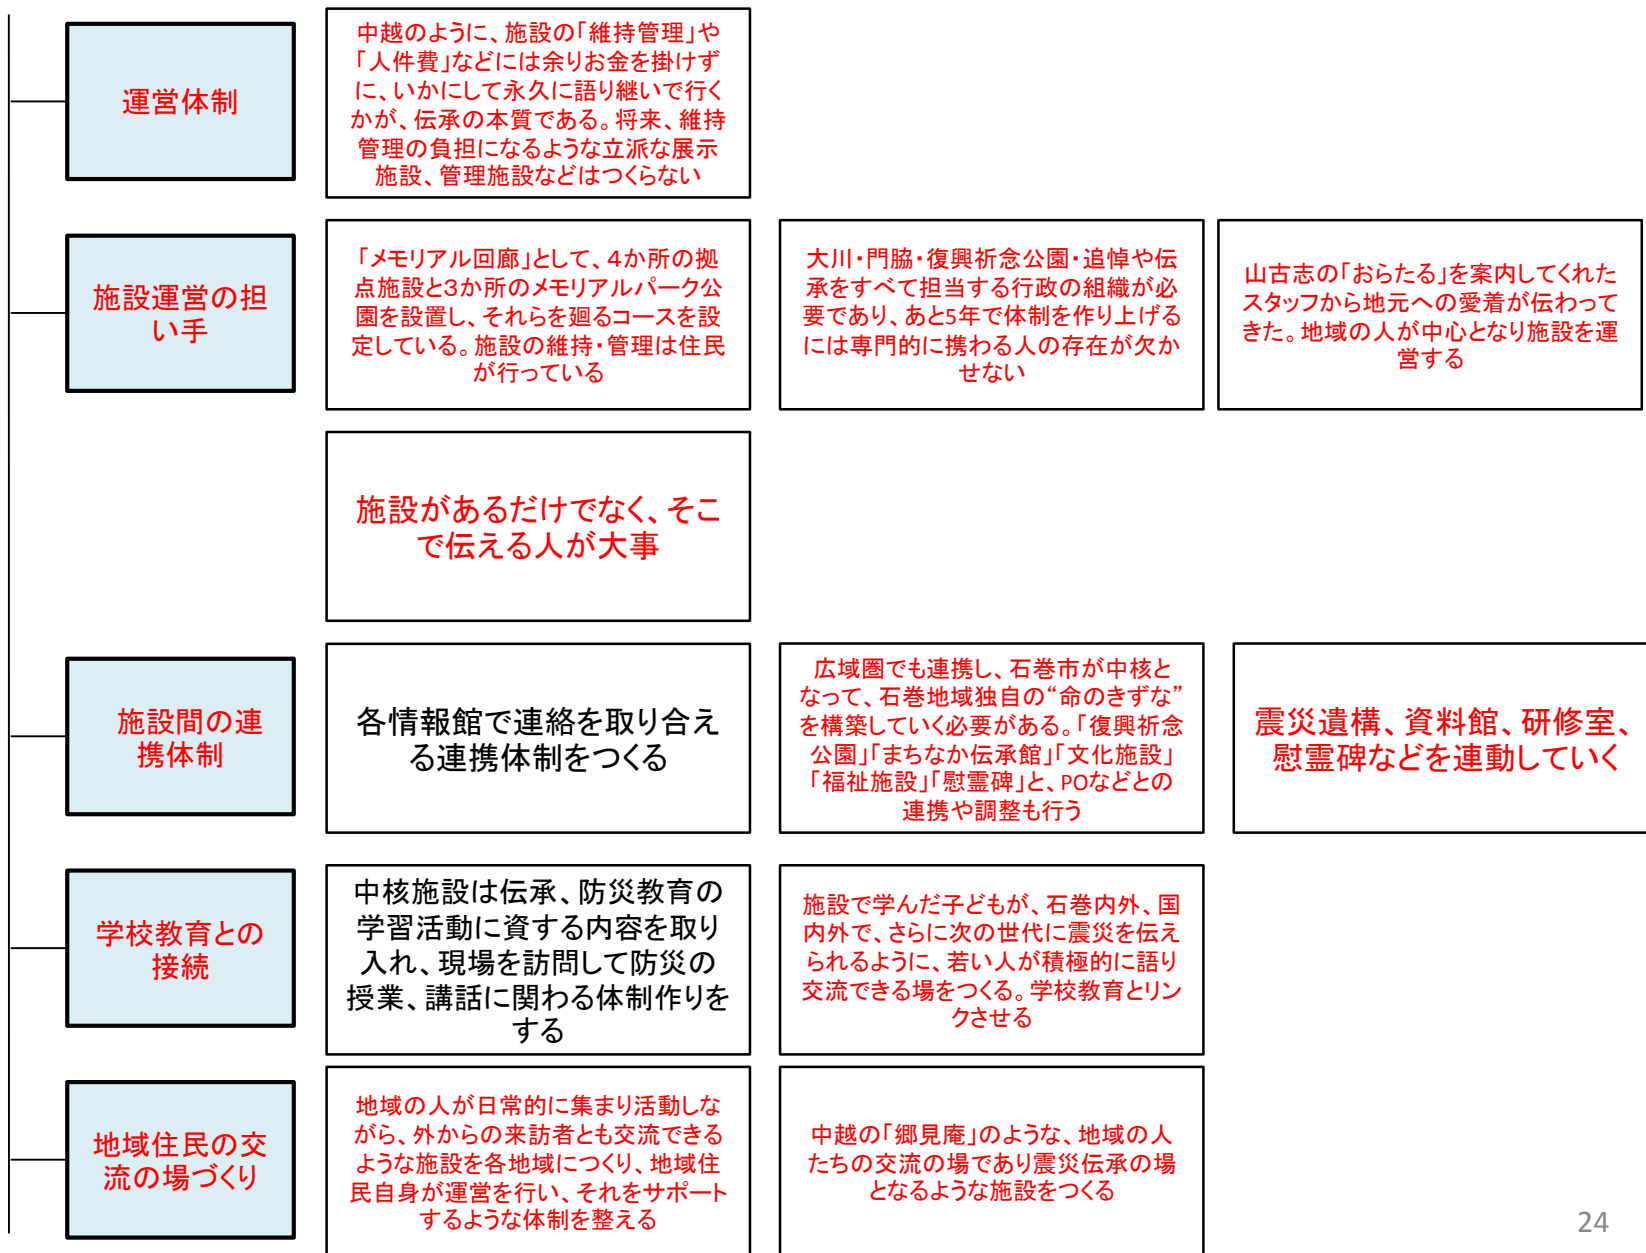 運営体制
中越のように、施設の「維持管理」や
「人件費」などには余りお金を掛けず
に、いかにして永久に語り継いで行く
かが、伝承の本質である。将来、維持
管理の負担になるような立派な展示
施設、管理施設などはつくらない
施設運営の担
い手
「メモリアル回廊」として、4か所の拠
点施設と3か所のメモリアルパーク公
園を設置し、それらを廻るコースを設
定している。施設の維持・管理は住民
が行っている
大川・門脇・復興祈念公園・追悼や伝
承をすべて担当する行政の組織が必
要であり、あと5年で体制を作り上げる
には専門的に携わる人の存在が欠か
せない
山古志の「おらたる」を案内してくれた
スタッフから地元への愛着が伝わって
きた。地域の人が中心となり施設を運
営する
施設があるだけでなく、そこ
で伝える人が大事
施設間の連
携体制
各情報館で連絡を取り合え
る連携体制をつくる
広域圏でも連携し、石巻市が中核と
なって、石巻地域独自の“命のきずな”
を構築していく必要がある。「復興祈念
公園」「まちなか伝承館」「文化施設」
「福祉施設」「慰霊碑」と、POなどとの
連携や調整も行う
震災遺構、資料館、研修室、
慰霊碑などを連動していく
学校教育との
接続
中核施設は伝承、防災教育の
学習活動に資する内容を取り
入れ、現場を訪問して防災の
授業、講話に関わる体制作りを
する
施設で学んだ子どもが、石巻内外、国
内外で、さらに次の世代に震災を伝え
られるように、若い人が積極的に語り
交流できる場をつくる。学校教育とリン
クさせる
地域住民の交
流の場づくり
地域の人が日常的に集まり活動しな
がら、外からの来訪者とも交流できる
ような施設を各地域につくり、地域住
民自身が運営を行い、それをサポート
するような体制を整える
中越の「郷見庵」のような、地域の人
たちの交流の場であり震災伝承の場
となるような施設をつくる
24